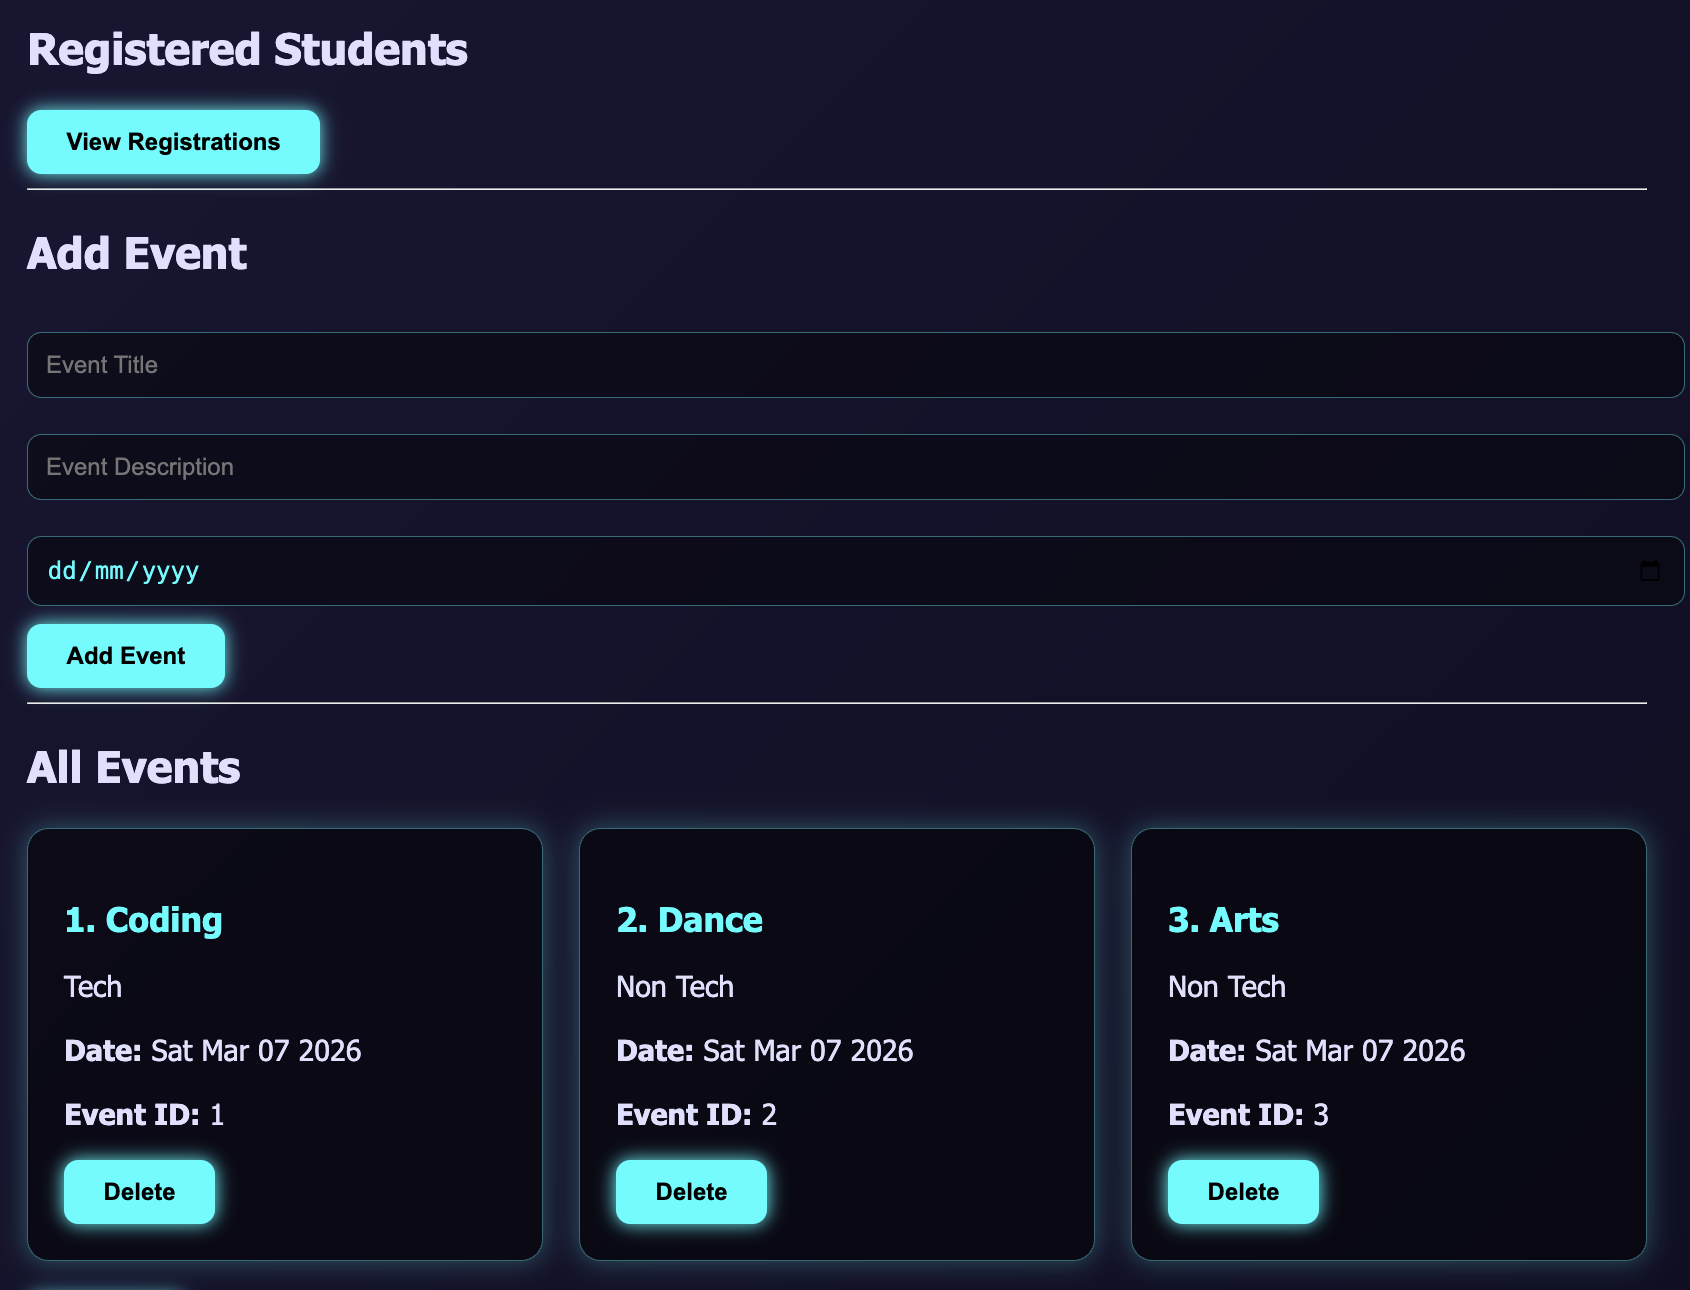 Registered Students
View Registrations
Add Event
Event Title
Event Description
dd/mm/yyyy
Add Event
All Events
1. Coding
Tech
Date: Sat Mar 07 2026
Event ID: 1
Delete
2. Dance
Non Tech
Date: Sat Mar 07 2026
Event ID: 2
Delete
3. Arts
Non Tech
Date: Sat Mar 07 2026
Event ID: 3
Delete